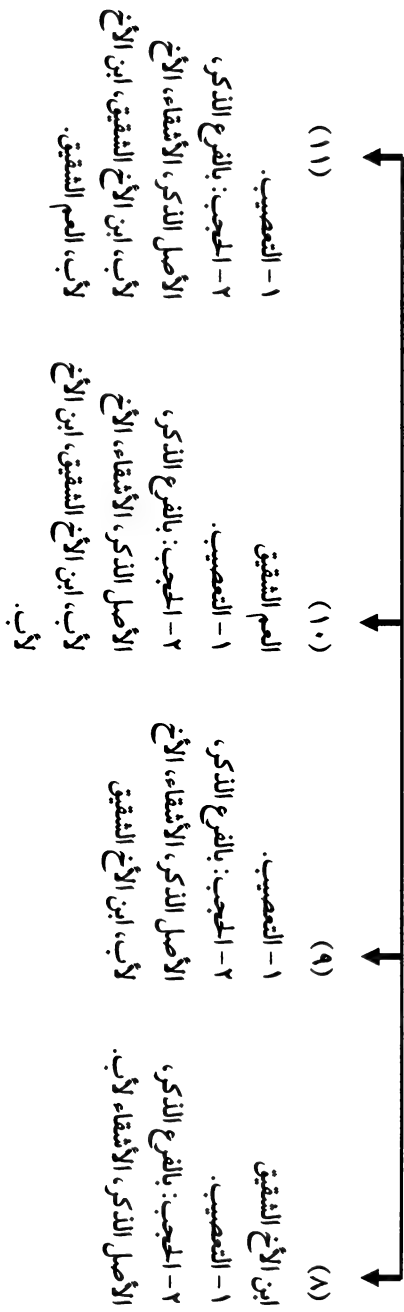 (٨)
ابن الأخ الشقيق
١ - التعصيب.
٢ - الحجب: بالفرع الذكر،
الأصل الذكر، الأشقاء لأب.
(٩)
١ - التعصيب.
٢ - الحجب: بالفرع الذكر،
الأصل الذكر، الأشقاء، الأخ
لأب، ابن الأخ الشقيق
(١٠)
العم الشقيق
١ - التعصيب.
٢ - الحجب: بالفرع الذكر،
الأصل الذكر، الأشقاء، الأخ
لأب، ابن الأخ الشقيق، ابن الأخ
لأب.
(١١)
١ - التعصيب.
٢ - الحجب: بالفرع الذكر،
الأصل الذكر، الأشقاء، الأخ
لأب، ابن الأخ الشقيق، ابن الأخ
لأب، العم الشقيق.